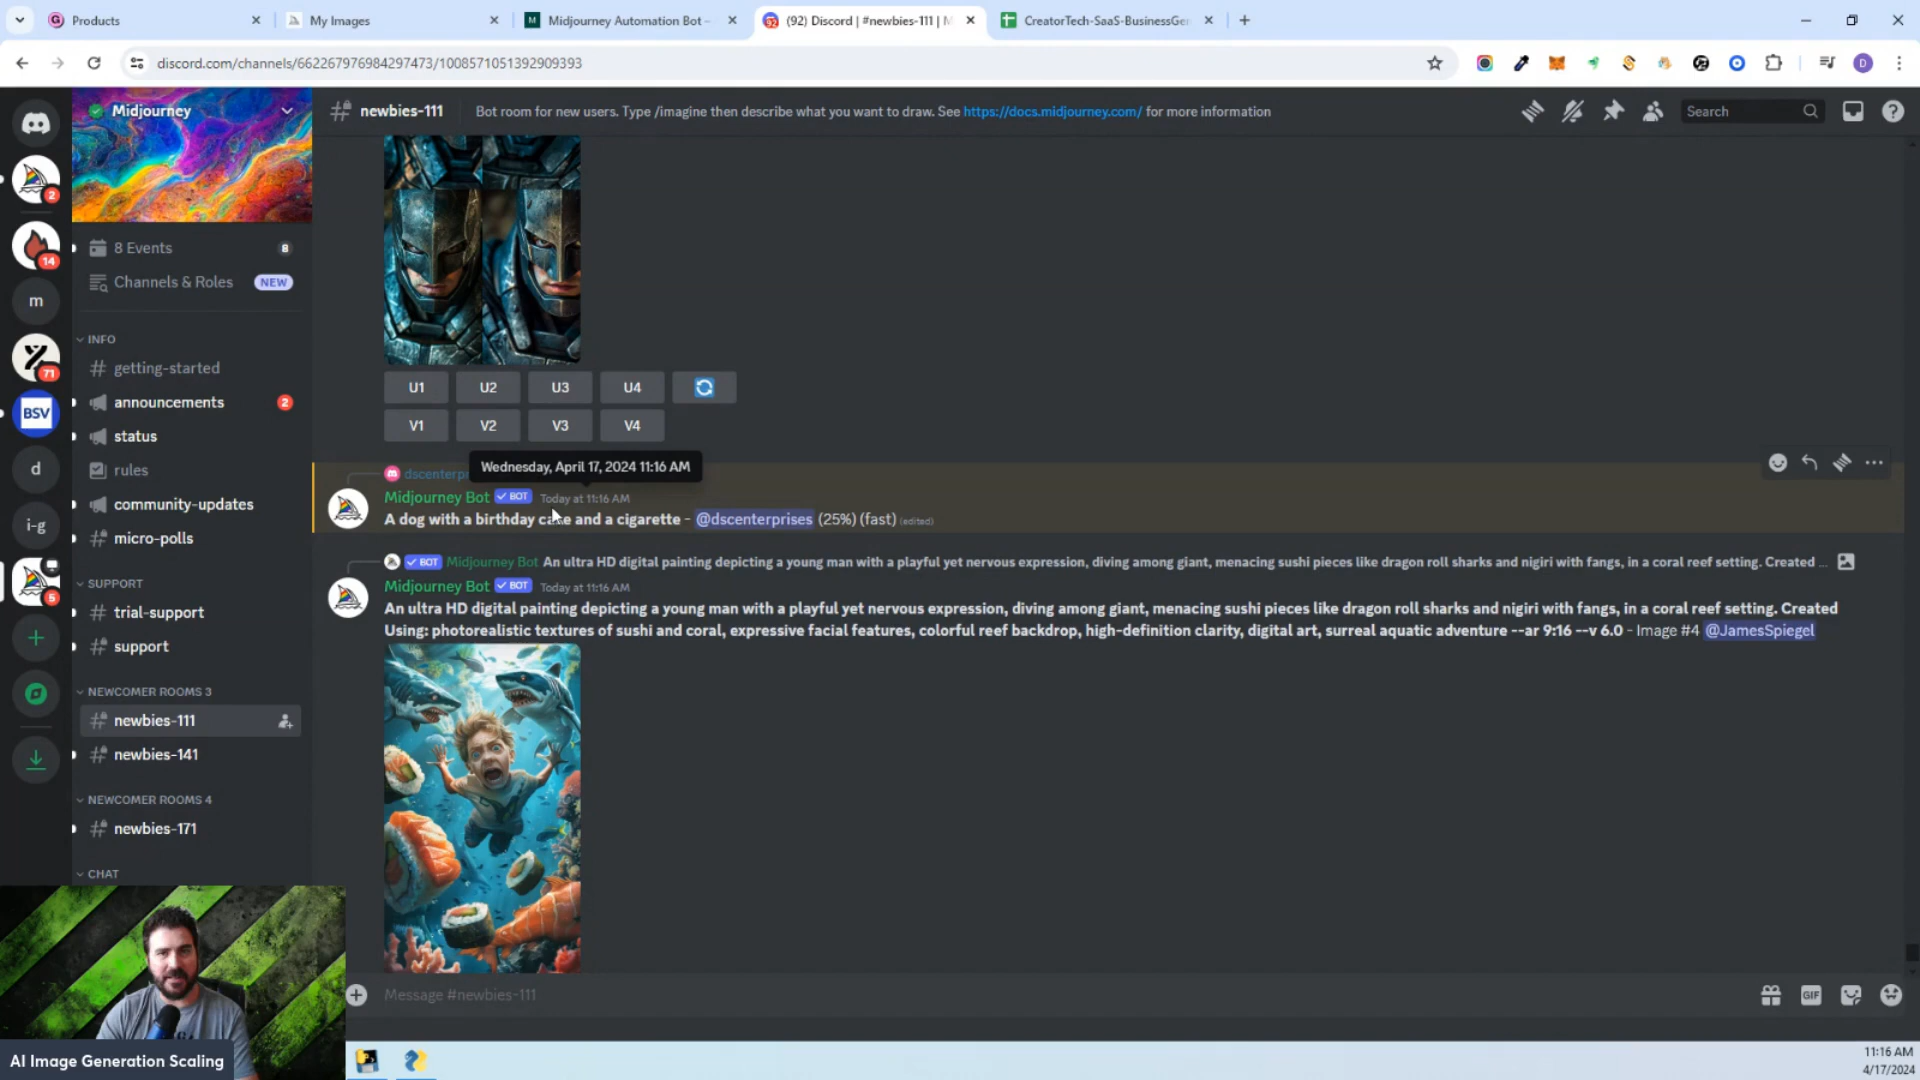 Products
My Images
Midjourney Automation Bot -
(92) Discord | #newbies-111 | M
CreatorTech-SaaS-BusinessGen
discord.com/channels/662267976984297473/1008571051392909393
D
Midjourney
newbies-111
Bot room for new users. Type /imagine then describe what you want to draw. See https://docs.midjourney.com/ for more information
Search
2
14
m
71
BSV
d
i-g
5
8 Events
8
Channels & Roles
NEW
INFO
getting-started
announcements
2
status
rules
community-updates
micro-polls
SUPPORT
trial-support
support
NEWCOMER ROOMS 3
newbies-111
newbies-141
NEWCOMER ROOMS 4
newbies-171
CHAT
U1 U2 U3 U4
V1 V2 V3 V4
Wednesday, April 17, 2024 11:16 AM
Midjourney Bot BOT Today at 11:16 AM
A dog with a birthday cake and a cigarette - @dscenterprises (25%) (fast) (edited)
BOT Midjourney Bot An ultra HD digital painting depicting a young man with a playful yet nervous expression, diving among giant, menacing sushi pieces like dragon roll sharks and nigiri with fangs, in a coral reef setting. Created ...
Midjourney Bot BOT Today at 11:16 AM
An ultra HD digital painting depicting a young man with a playful yet nervous expression, diving among giant, menacing sushi pieces like dragon roll sharks and nigiri with fangs, in a coral reef setting. Created
Using: photorealistic textures of sushi and coral, expressive facial features, colorful reef backdrop, high-definition clarity, digital art, surreal aquatic adventure --ar 9:16 --v 6.0 - Image #4 @JamesSpiegel
Message #newbies-111
GIF
AI Image Generation Scaling
11:16 AM
4/17/2024